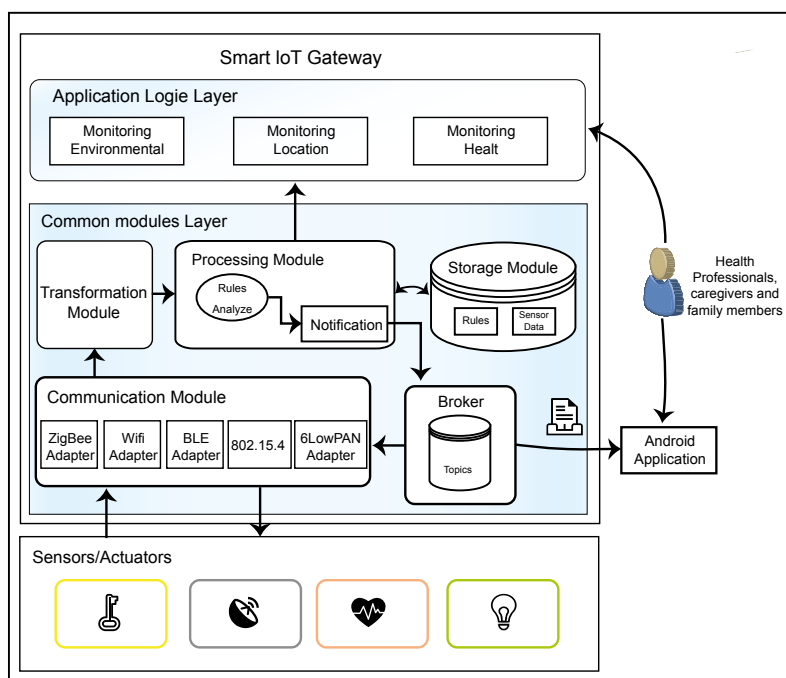 Smart IoT Gateway
Application Logie Layer
Monitoring
Environmental
Monitoring
Location
Monitoring
Healt
Common modules Layer
Transformation
Module
Processing Module
Rules
Analyze
Notification
Storage Module
Rules
Sensor
Data
Health
Professionals,
caregivers and
family members
Communication Module
ZigBee
Adapter
Wifi
Adapter
BLE
Adapter
802.15.4
6LowPAN
Adapter
Broker
Topics
Android
Application
Sensors/Actuators